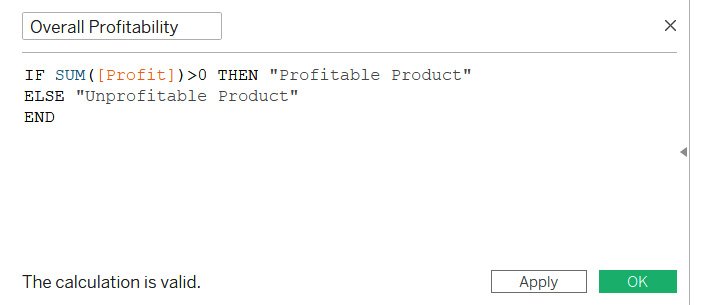 Overall Profitability
IF SUM([Profit])>0 THEN "Profitable Product"
ELSE "Unprofitable Product"
END
The calculation is valid.
Apply
OK